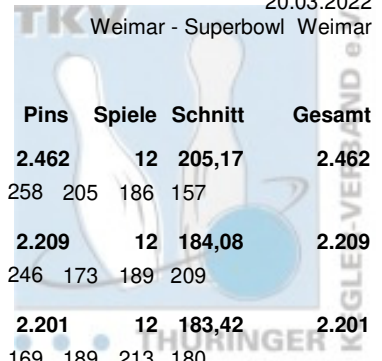 20.03.2022
TKV
Weimar - Superbowl Weimar
Pins Spiele Schnitt Gesamt
2.462 12 205,17 2.462
258 205 186 157
2.209 12 184,08 2.209
246 173 189 209
2.201 12 183,42 2.201
169 189 213 180
THÜRINGER KEGLER-VERBAND e.V.